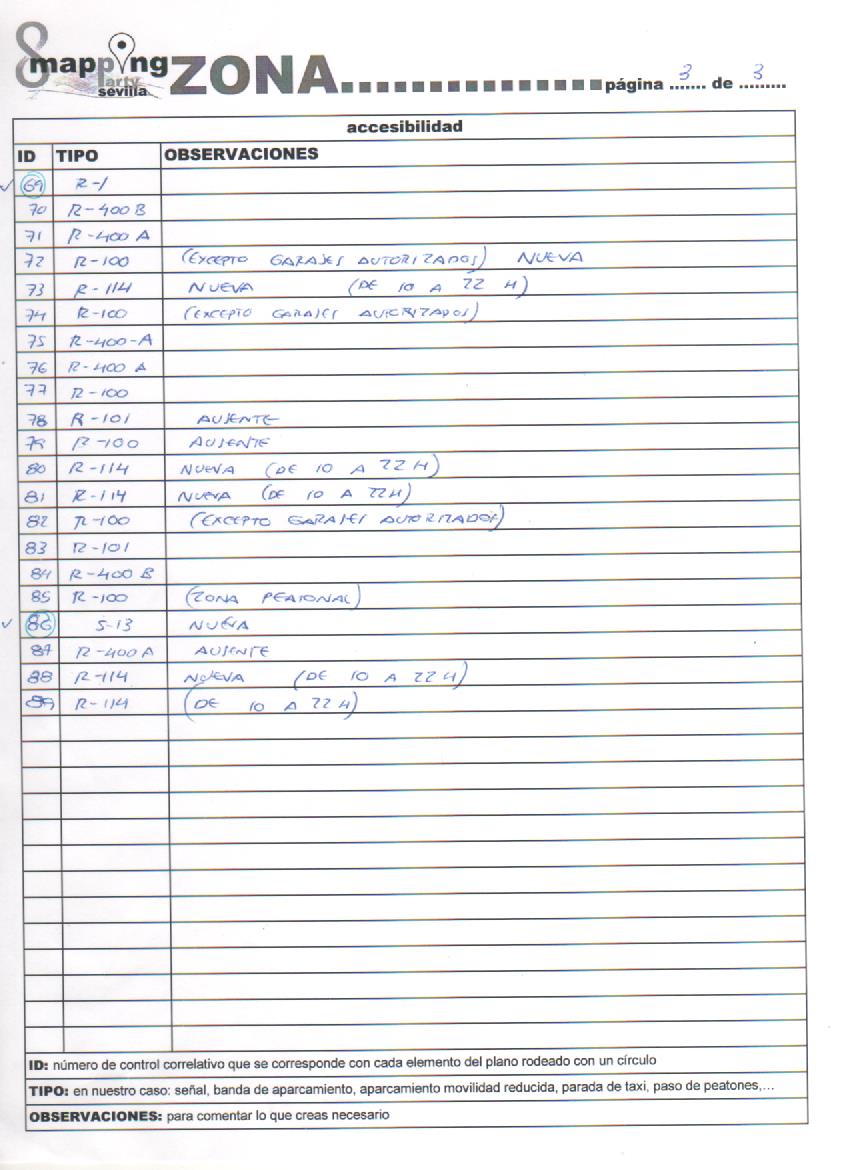 8 mapping party sevilla ZONA................página 3 de 3
accesibilidad
ID TIPO OBSERVACIONES
69 R-1
70 R-400 B
71 R-400 A
72 R-100 (EXCEPTO GARAJES AUTORIZADOS) NUEVA
73 R-114 NUEVA (DE 10 A 22 H)
74 R-100 (EXCEPTO GARAJES AUTORIZADOS)
75 R-400-A
76 R-400 A
77 R-100
78 R-101 AUSENTE
79 R-100 AUSENTE
80 R-114 NUEVA (DE 10 A 22 H)
81 R-114 NUEVA (DE 10 A 22H)
82 R-100 (EXCEPTO GARAJES AUTORIZADOS)
83 R-101
84 R-400 B
85 R-100 (ZONA PEATONAL)
86 S-13 NUEVA
87 R-400 A AUSENTE
88 R-114 NUEVA (DE 10 A 22 H)
89 R-114 (DE 10 A 22 H)
ID: número de control correlativo que se corresponde con cada elemento del plano rodeado con un círculo
TIPO: en nuestro caso: señal, banda de aparcamiento, aparcamiento movilidad reducida, parada de taxi, paso de peatones,...
OBSERVACIONES: para comentar lo que creas necesario